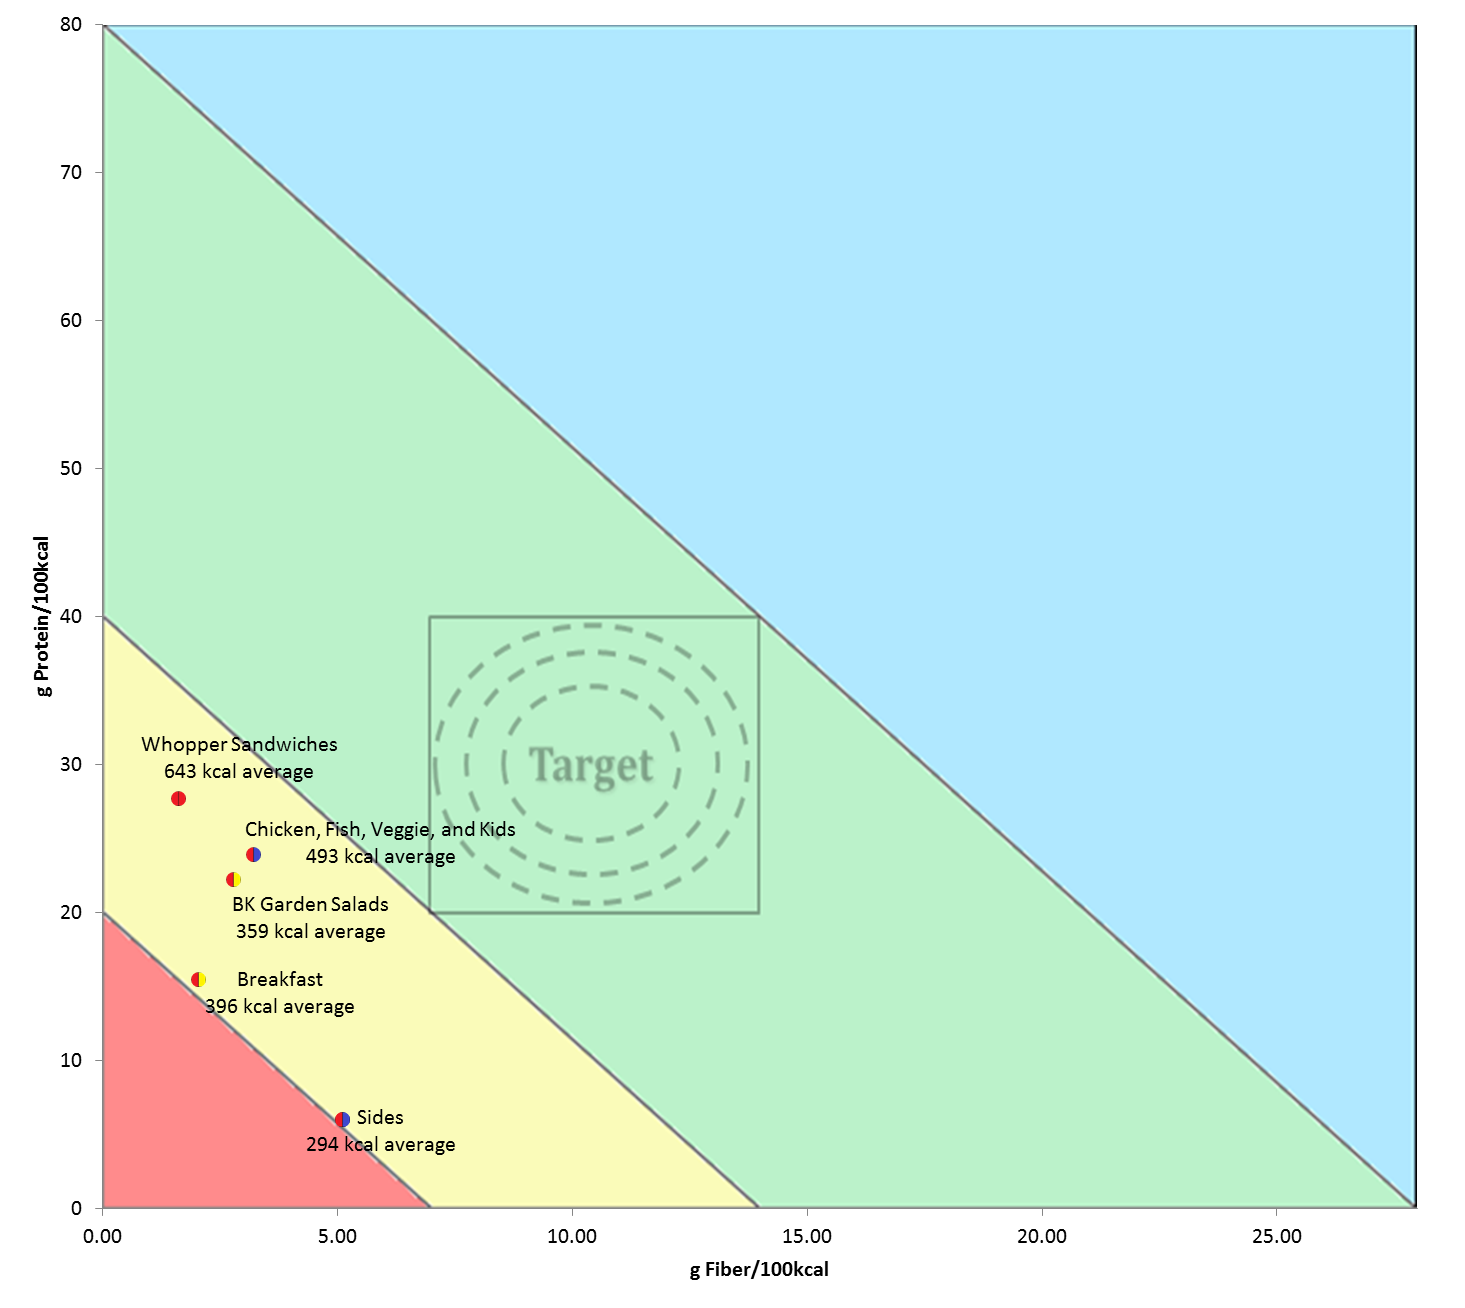 80
70
60
50
40
30
20
10
0
g Protein/100kcal
Whopper Sandwiches
643 kcal average
Target
Chicken, Fish, Veggie, and Kids
493 kcal average
BK Garden Salads
359 kcal average
Breakfast
396 kcal average
Sides
294 kcal average
0.00 5.00 10.00 15.00 20.00 25.00
g Fiber/100kcal